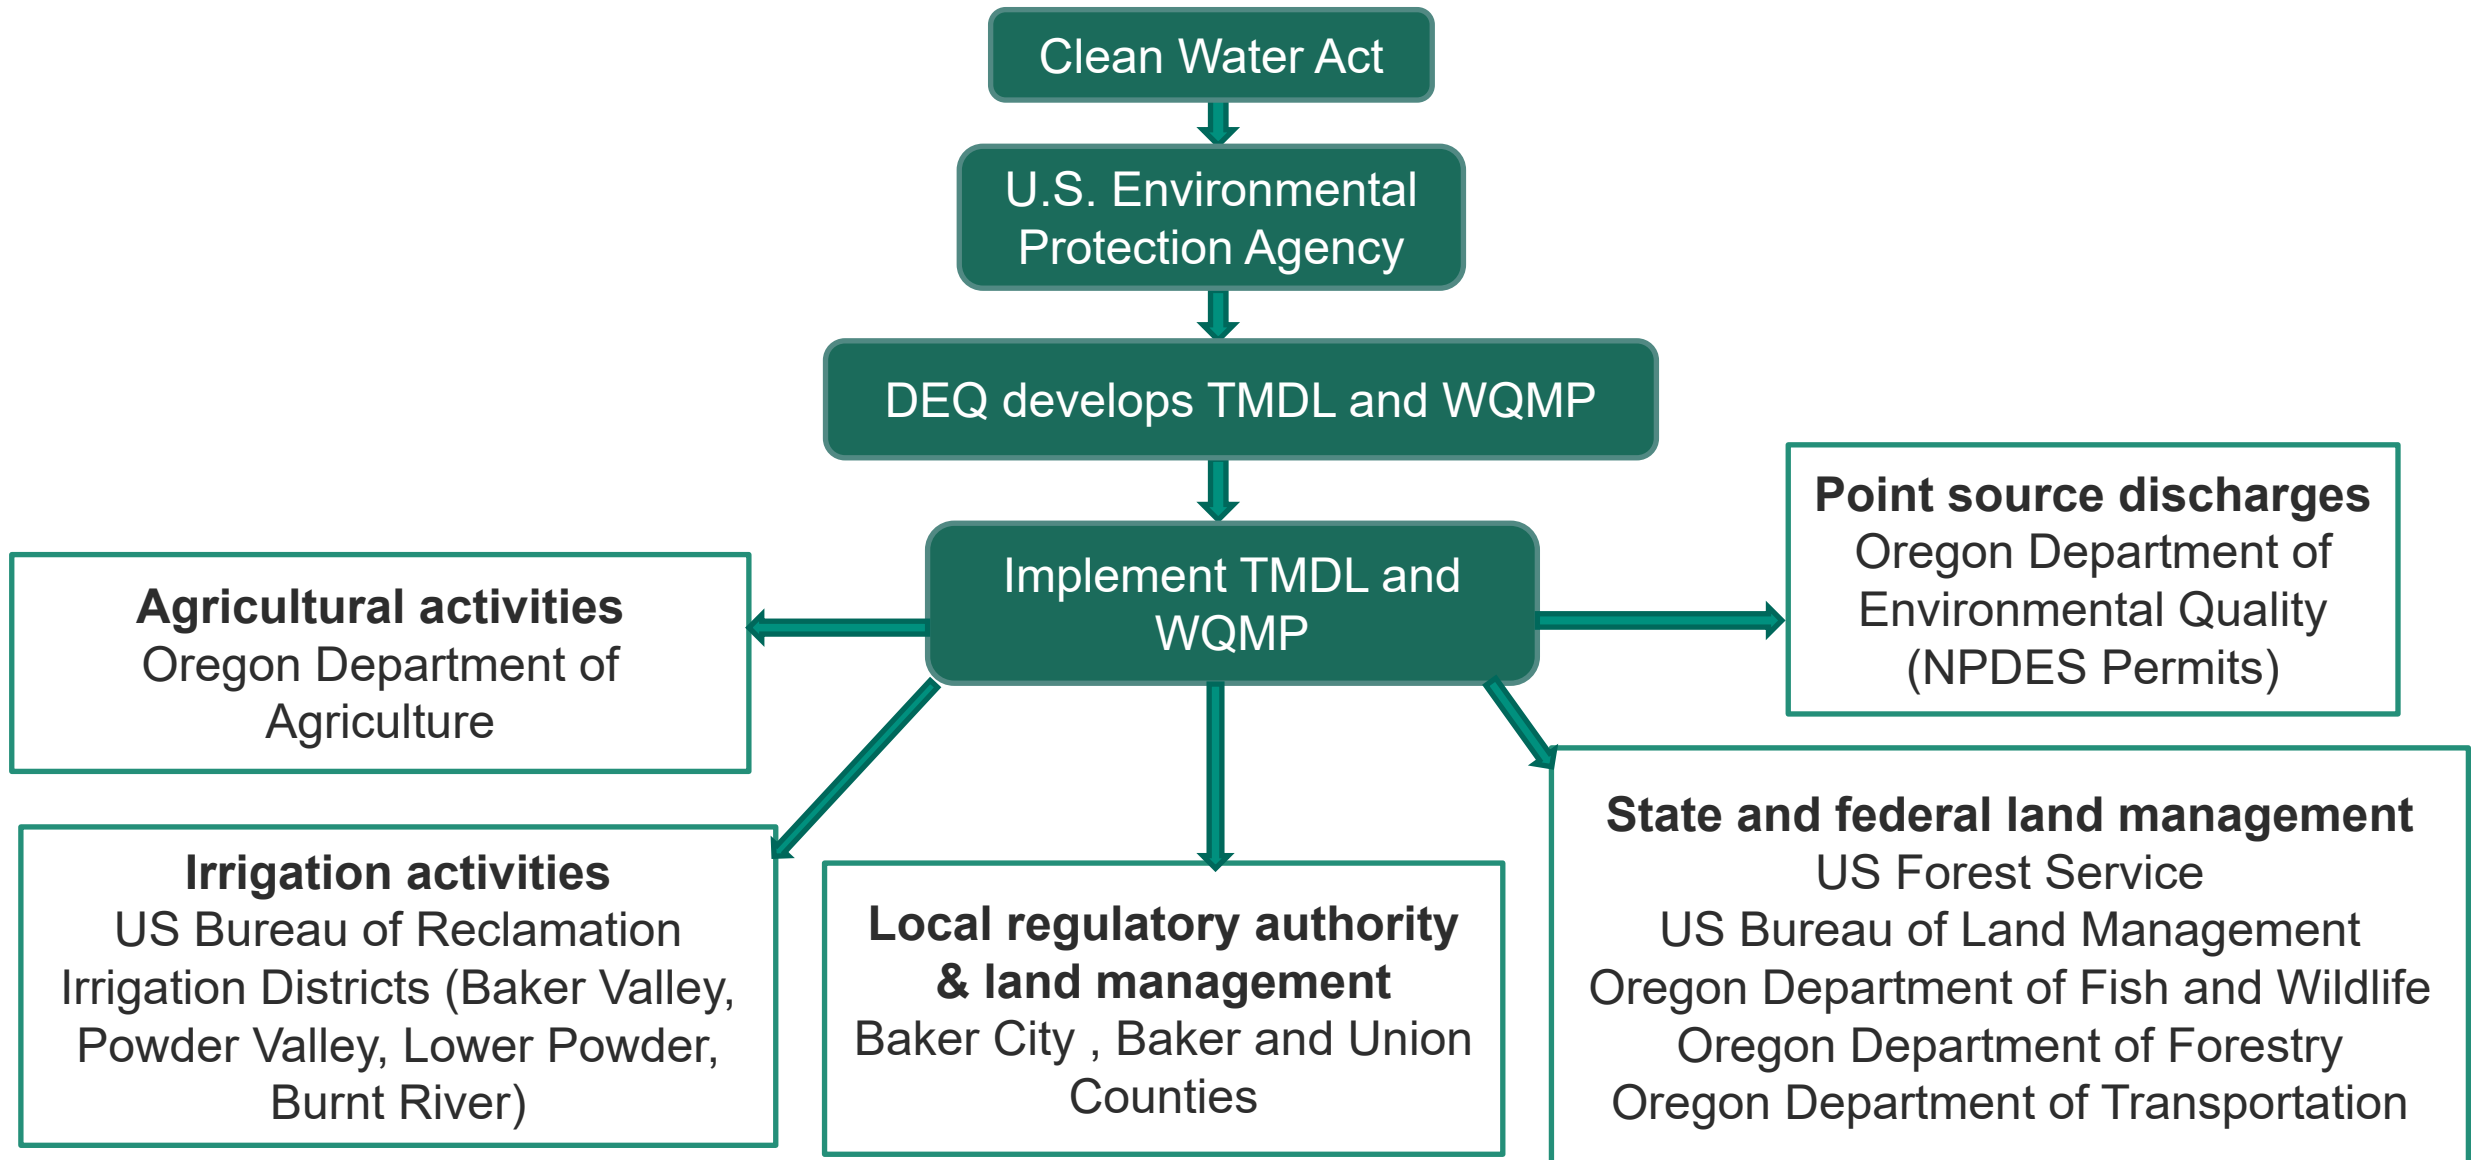 Clean Water Act
U.S. Environmental
Protection Agency
DEQ develops TMDL and WQMP
Implement TMDL and
WQMP
Point source discharges
Oregon Department of
Environmental Quality
(NPDES Permits)
Agricultural activities
Oregon Department of
Agriculture
Irrigation activities
US Bureau of Reclamation
Irrigation Districts (Baker Valley,
Powder Valley, Lower Powder,
Burnt River)
Local regulatory authority
& land management
Baker City , Baker and Union
Counties
State and federal land management
US Forest Service
US Bureau of Land Management
Oregon Department of Fish and Wildlife
Oregon Department of Forestry
Oregon Department of Transportation